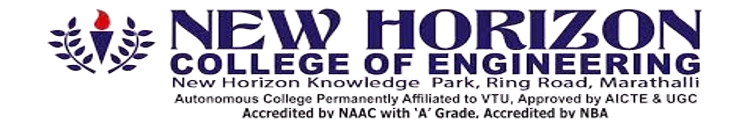 NEW HORIZON
COLLEGE OF ENGINEERING
New Horizon Knowledge Park, Ring Road, Marathalli
Autonomous College Permanently Affiliated to VTU, Approved by AICTE & UGC
Accredited by NAAC with ‘A’ Grade, Accredited by NBA